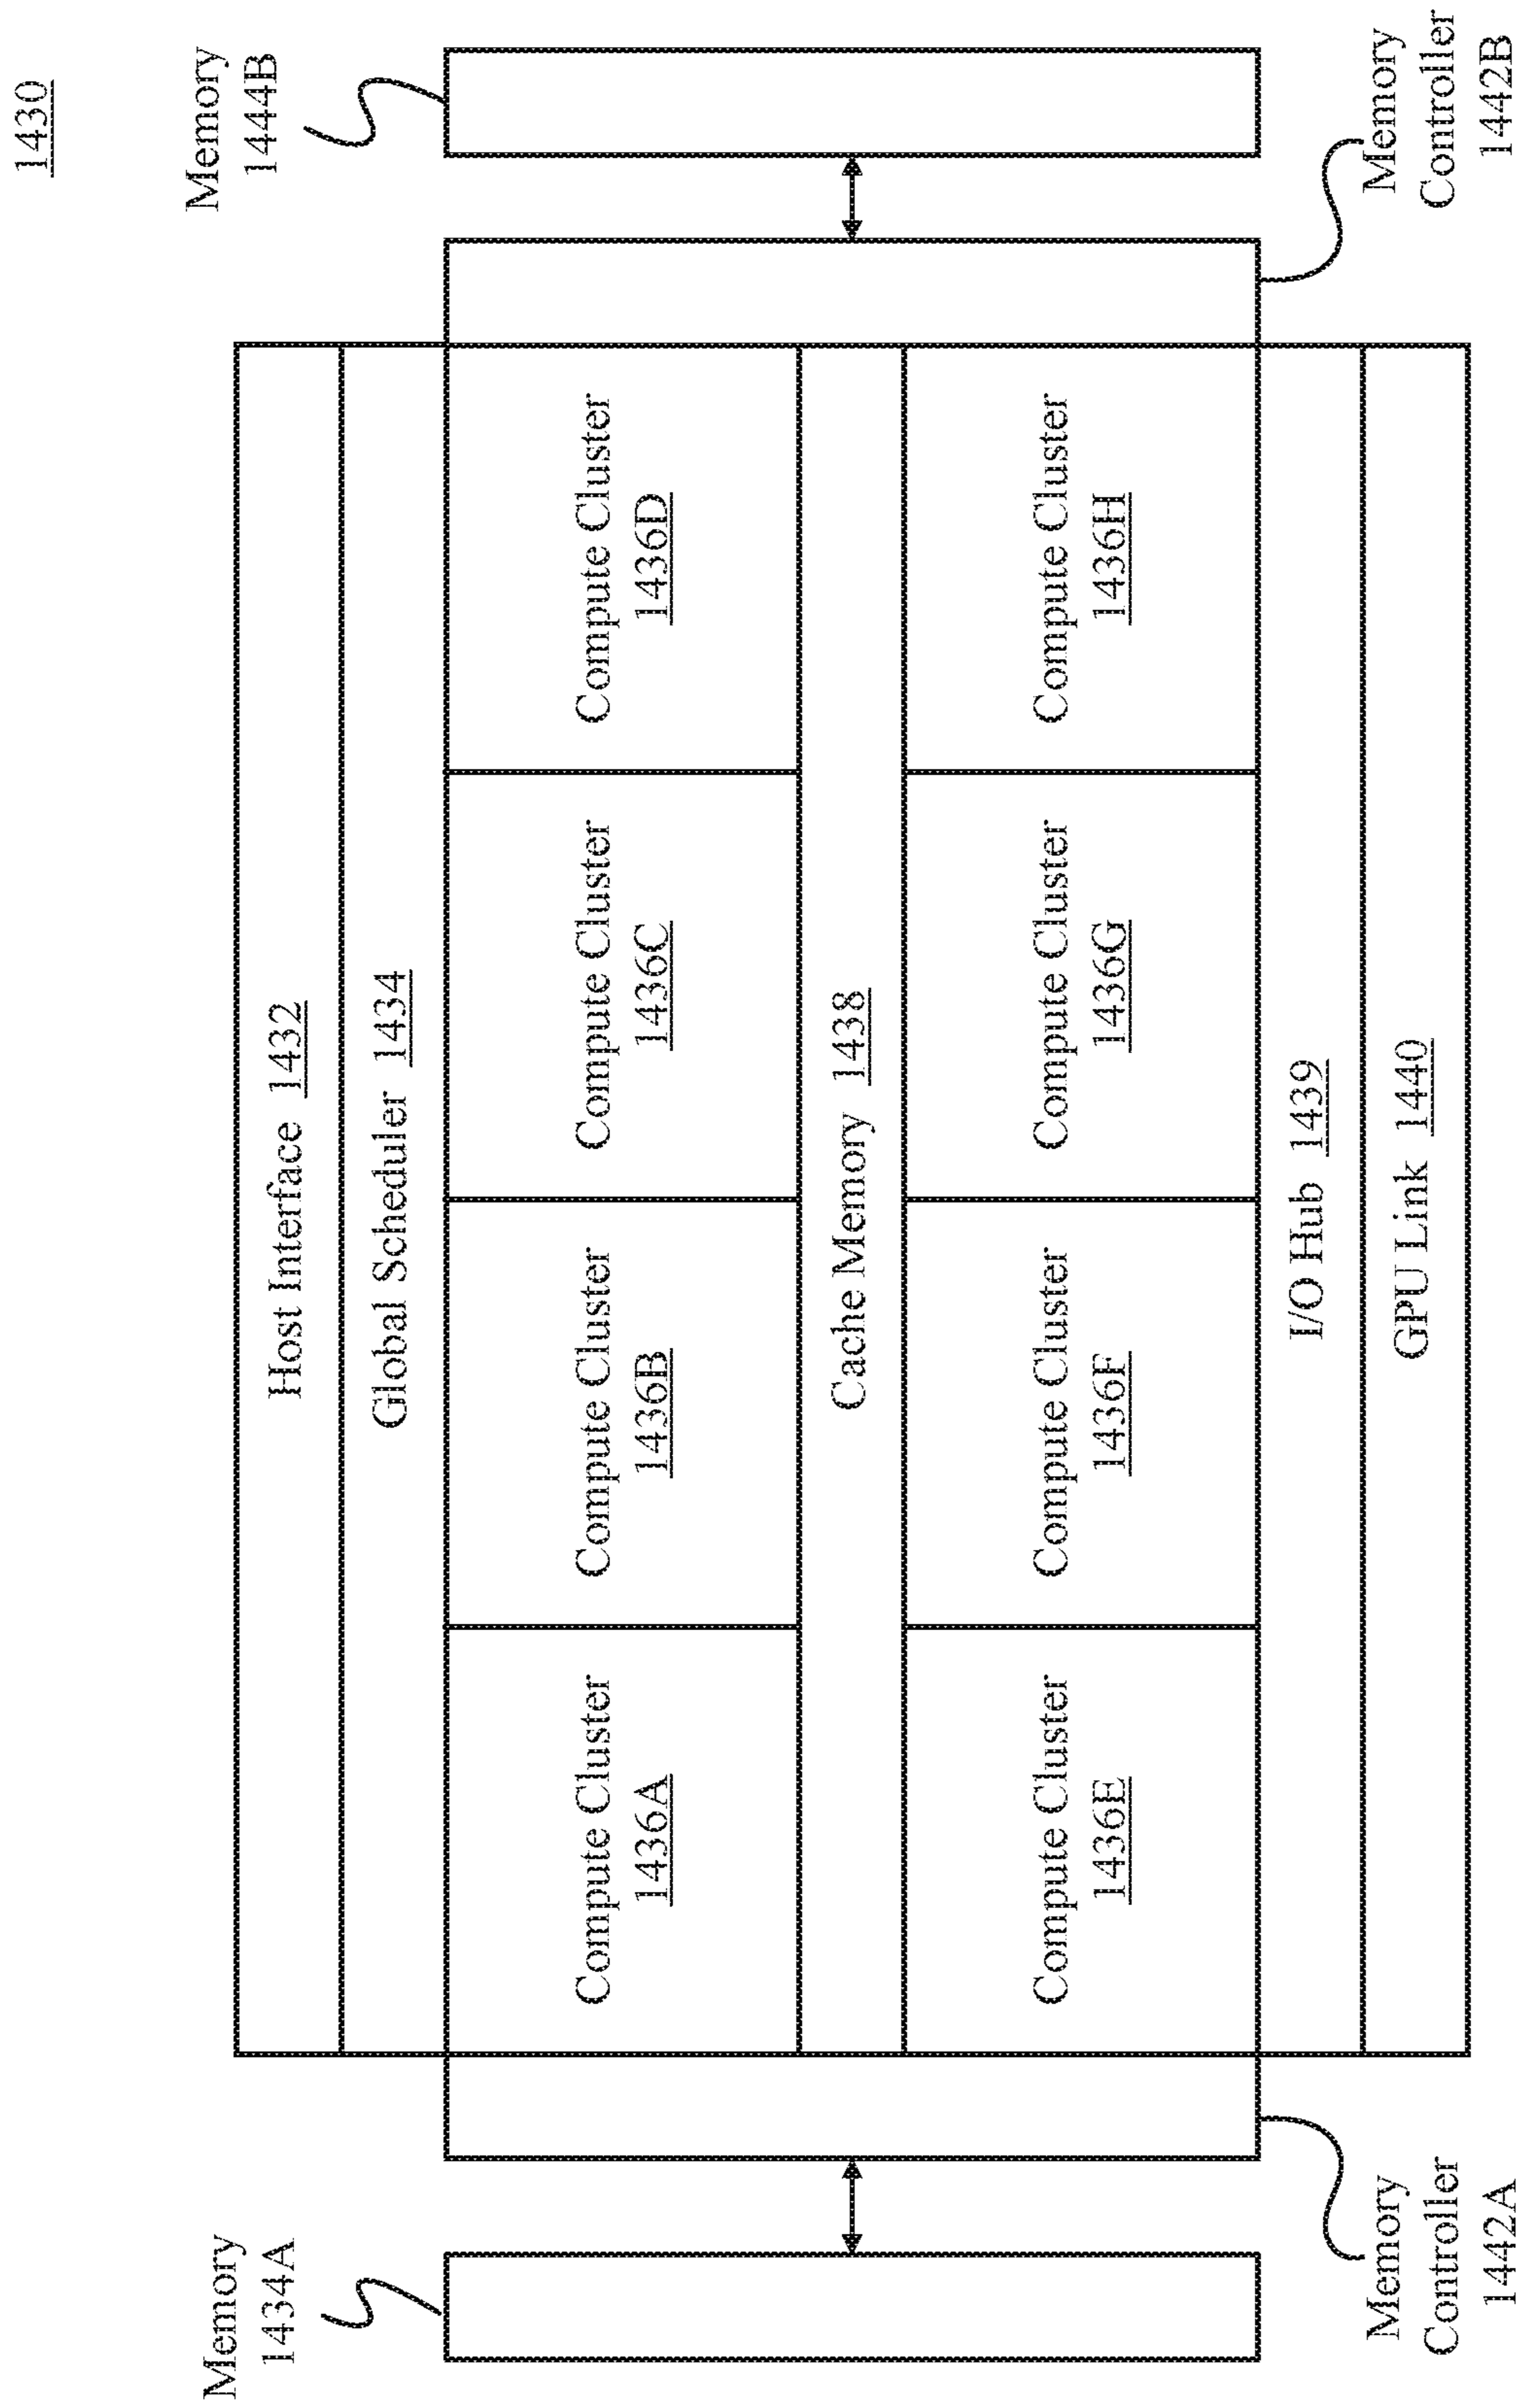 1430
Memory
1434A
Memory
1444B
Host Interface 1432
Global Scheduler 1434
Compute Cluster
1436A
Compute Cluster
1436B
Compute Cluster
1436C
Compute Cluster
1436D
Cache Memory 1438
Compute Cluster
1436E
Compute Cluster
1436F
Compute Cluster
1436G
Compute Cluster
1436H
I/O Hub 1439
GPU Link 1440
Memory
Controller
1442A
Memory
Controller
1442B